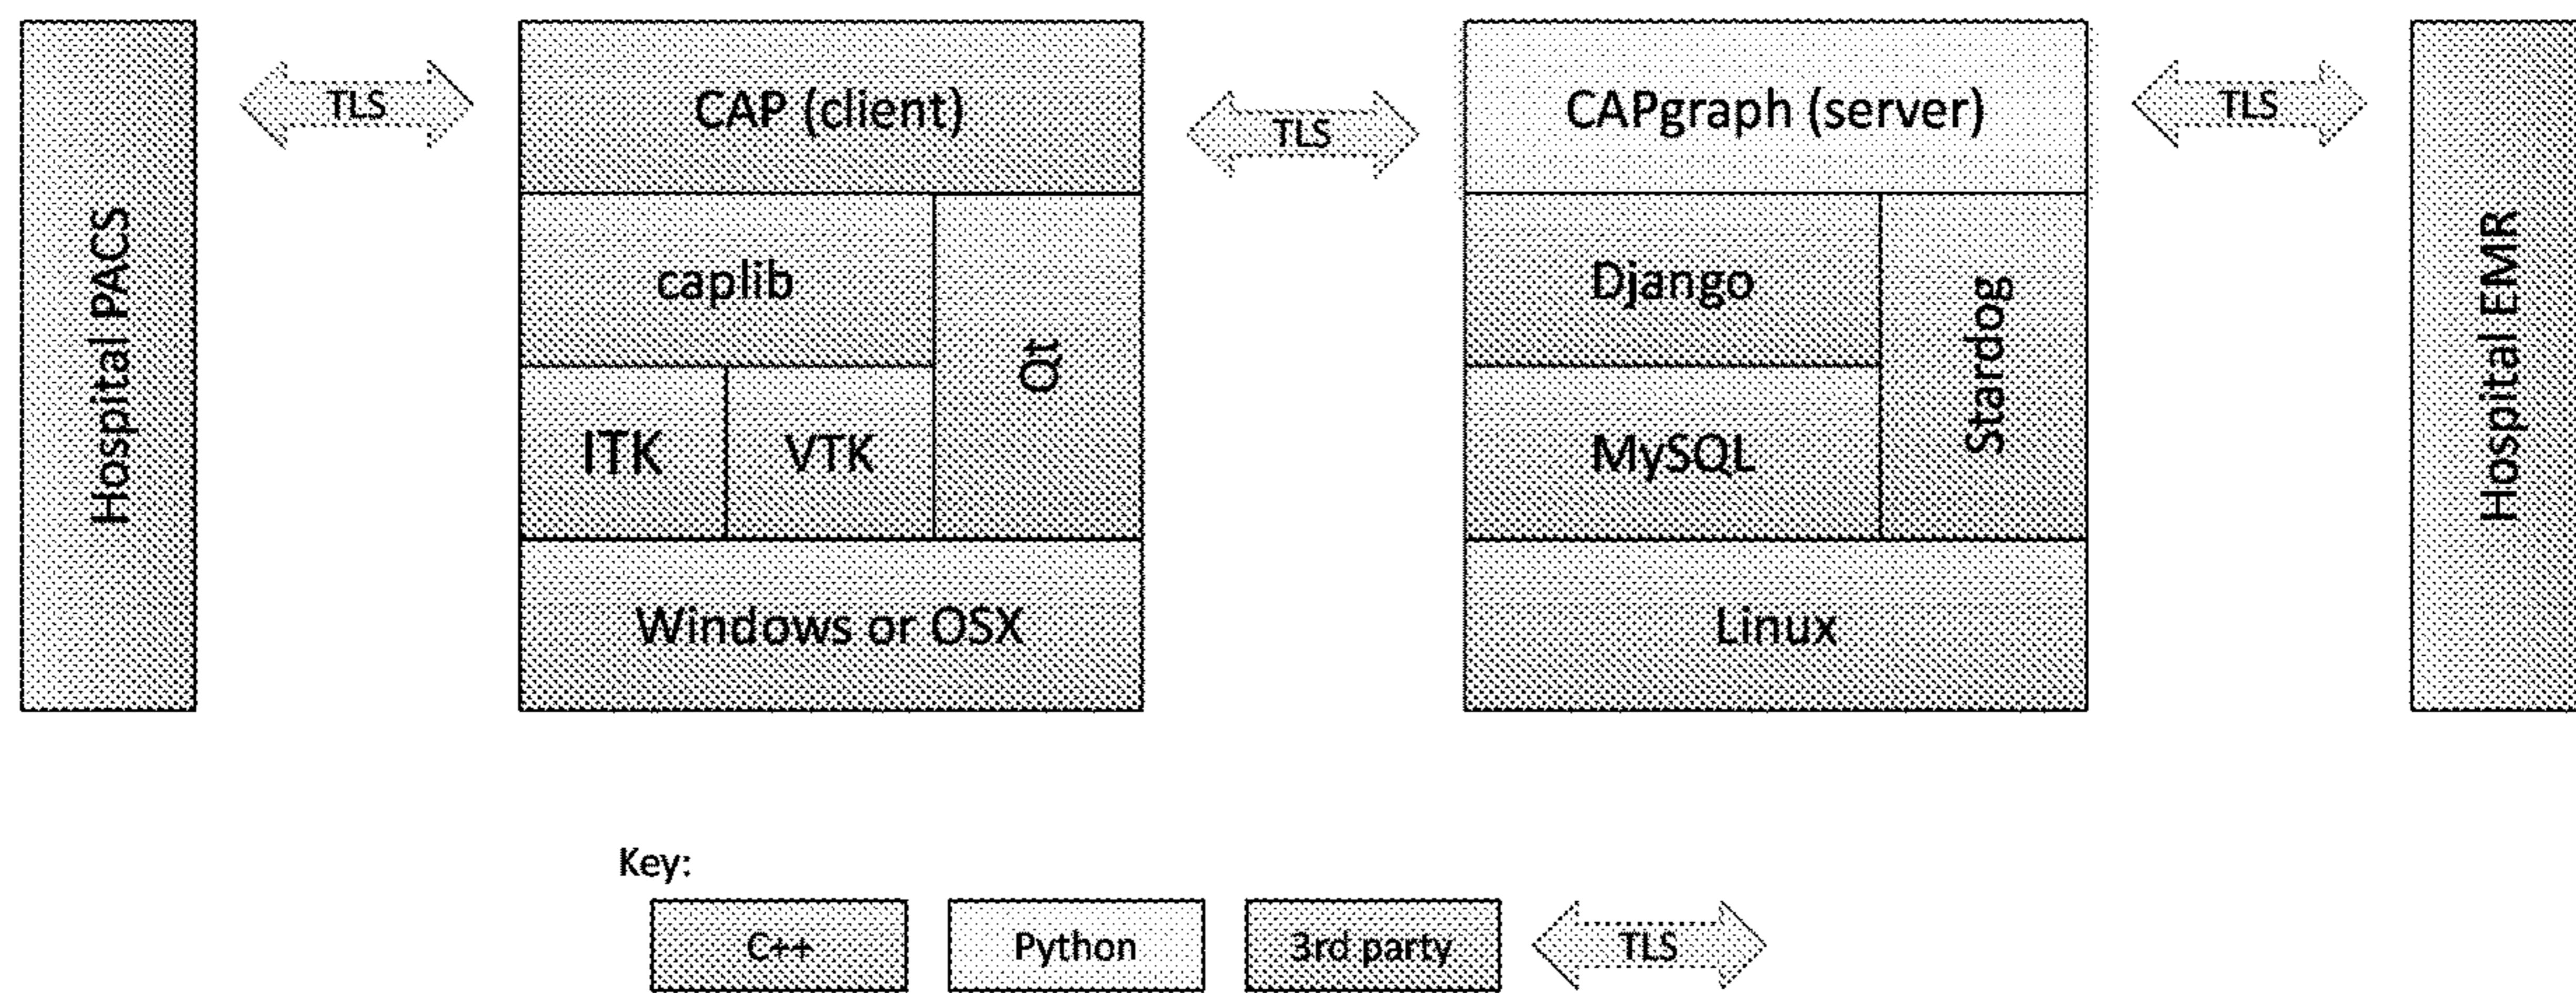 Hospital PACS
TLS
CAP (client)
caplib
Qt
ITK
VTK
Windows or OSX
TLS
CAPgraph (server)
Django
Stardog
MySQL
Linux
TLS
Hospital EMR
Key:
C++
Python
3rd party
TLS